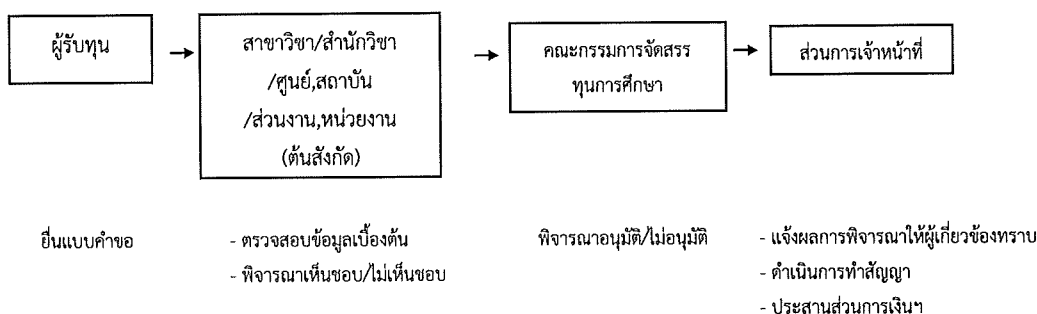 ผู้รับทุน
สาขาวิชา/สำนักวิชา
/ศูนย์,สถาบัน
/ส่วนงาน,หน่วยงาน
(ต้นสังกัด)
คณะกรรมการจัดสรร
ทุนการศึกษา
ส่วนการเจ้าหน้าที่
ยื่นแบบคำขอ
- ตรวจสอบข้อมูลเบื้องต้น
- พิจารณาเห็นชอบ/ไม่เห็นชอบ
พิจารณาอนุมัติ/ไม่อนุมัติ
- แจ้งผลการพิจารณาให้ผู้เกี่ยวข้องทราบ
- ดำเนินการทำสัญญา
- ประสานส่วนการเงินฯ